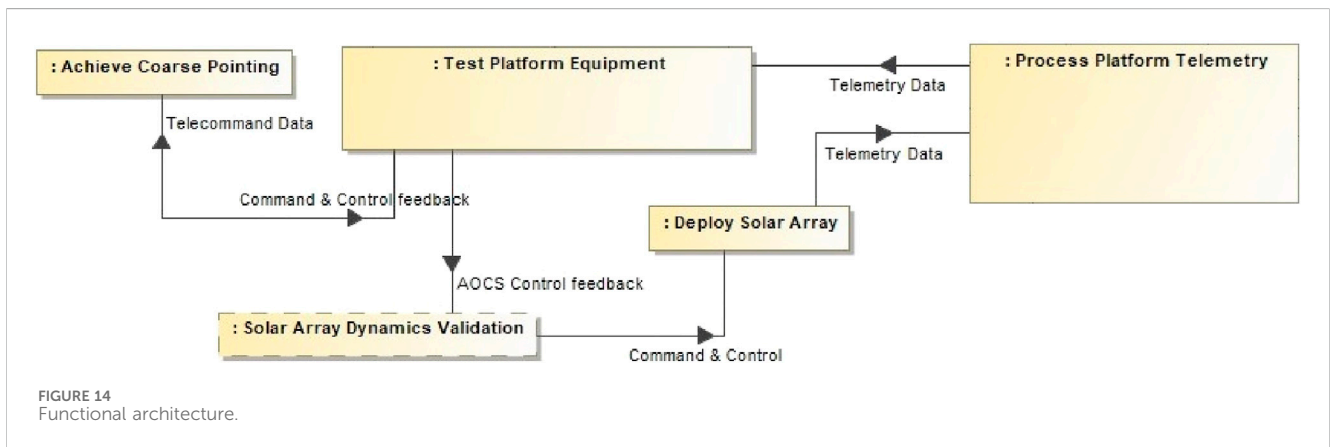 : Achieve Coarse Pointing
: Test Platform Equipment
: Process Platform Telemetry
Telemetry Data
Telecommand Data
Telemetry Data
Command & Control feedback
: Deploy Solar Array
AOCS Control feedback
: Solar Array Dynamics Validation
Command & Control
FIGURE 14
Functional architecture.